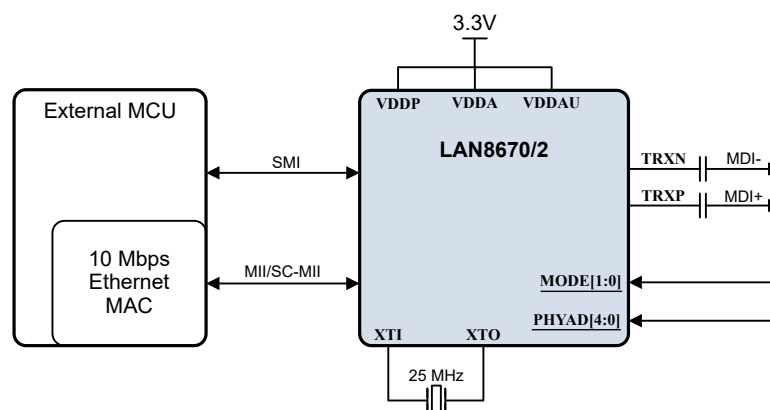 3.3V
External MCU
VDDP VDDA VDDAU
LAN8670/2
SMI
TRXN MDI-
TRXP MDI+
10 Mbps
Ethernet
MAC
MII/SC-MII
MODE[1:0]
PHYAD[4:0]
XTI XTO
25 MHz